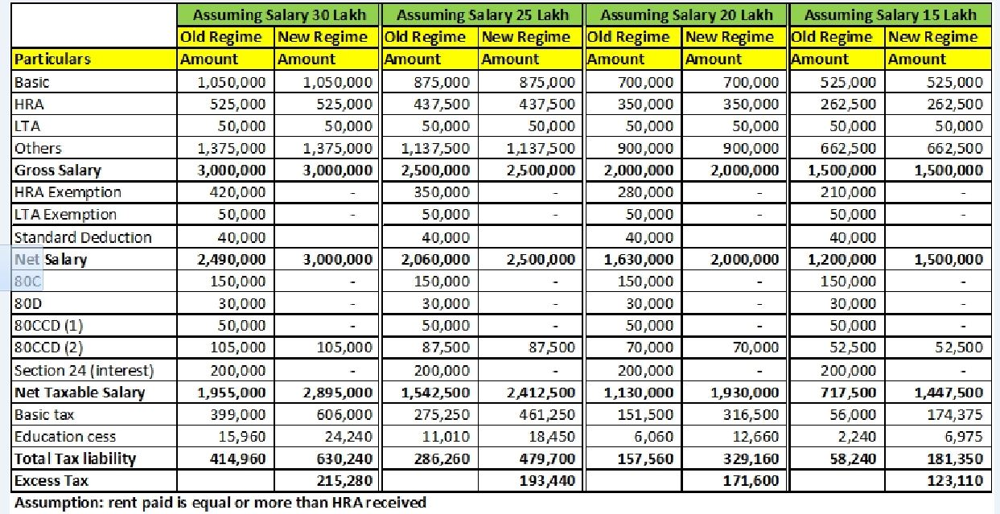 Assuming Salary 30 Lakh Assuming Salary 25 Lakh Assuming Salary 20 Lakh Assuming Salary 15 Lakh
Old Regime New Regime Old Regime New Regime Old Regime New Regime Old Regime New Regime
Particulars Amount Amount Amount Amount Amount Amount Amount Amount
Basic 1,050,000 1,050,000 875,000 875,000 700,000 700,000 525,000 525,000
HRA 525,000 525,000 437,500 437,500 350,000 350,000 262,500 262,500
LTA 50,000 50,000 50,000 50,000 50,000 50,000 50,000 50,000
Others 1,375,000 1,375,000 1,137,500 1,137,500 900,000 900,000 662,500 662,500
Gross Salary 3,000,000 3,000,000 2,500,000 2,500,000 2,000,000 2,000,000 1,500,000 1,500,000
HRA Exemption 420,000 - 350,000 - 280,000 - 210,000 -
LTA Exemption 50,000 - 50,000 - 50,000 - 50,000 -
Standard Deduction 40,000 40,000 40,000 40,000
Net Salary 2,490,000 3,000,000 2,060,000 2,500,000 1,630,000 2,000,000 1,200,000 1,500,000
80C 150,000 - 150,000 - 150,000 - 150,000 -
80D 30,000 - 30,000 - 30,000 - 30,000 -
80CCD (1) 50,000 - 50,000 - 50,000 - 50,000 -
80CCD (2) 105,000 105,000 87,500 87,500 70,000 70,000 52,500 52,500
Section 24 (interest) 200,000 - 200,000 - 200,000 - 200,000 -
Net Taxable Salary 1,955,000 2,895,000 1,542,500 2,412,500 1,130,000 1,930,000 717,500 1,447,500
Basic tax 399,000 606,000 275,250 461,250 151,500 316,500 56,000 174,375
Education cess 15,960 24,240 11,010 18,450 6,060 12,660 2,240 6,975
Total Tax liability 414,960 630,240 286,260 479,700 157,560 329,160 58,240 181,350
Excess Tax 215,280 193,440 171,600 123,110
Assumption: rent paid is equal or more than HRA received